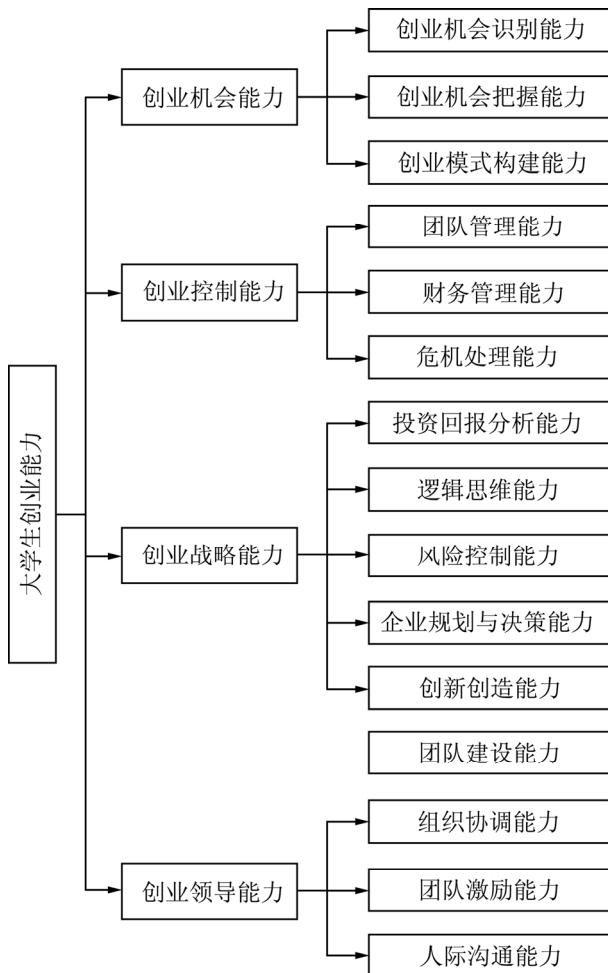 大学生创业能力
创业机会能力
创业机会识别能力
创业机会把握能力
创业模式构建能力
创业控制能力
团队管理能力
财务管理能力
危机处理能力
创业战略能力
投资回报分析能力
逻辑思维能力
风险控制能力
企业规划与决策能力
创新创造能力
团队建设能力
创业领导能力
组织协调能力
团队激励能力
人际沟通能力